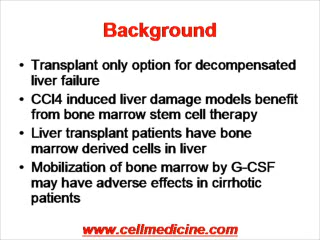 Background
• Transplant only option for decompensated
liver failure
• CCl4 induced liver damage models benefit
from bone marrow stem cell therapy
• Liver transplant patients have bone
marrow derived cells in liver
• Mobilization of bone marrow by G-CSF
may have adverse effects in cirrhotic
patients
www.cellmedicine.com